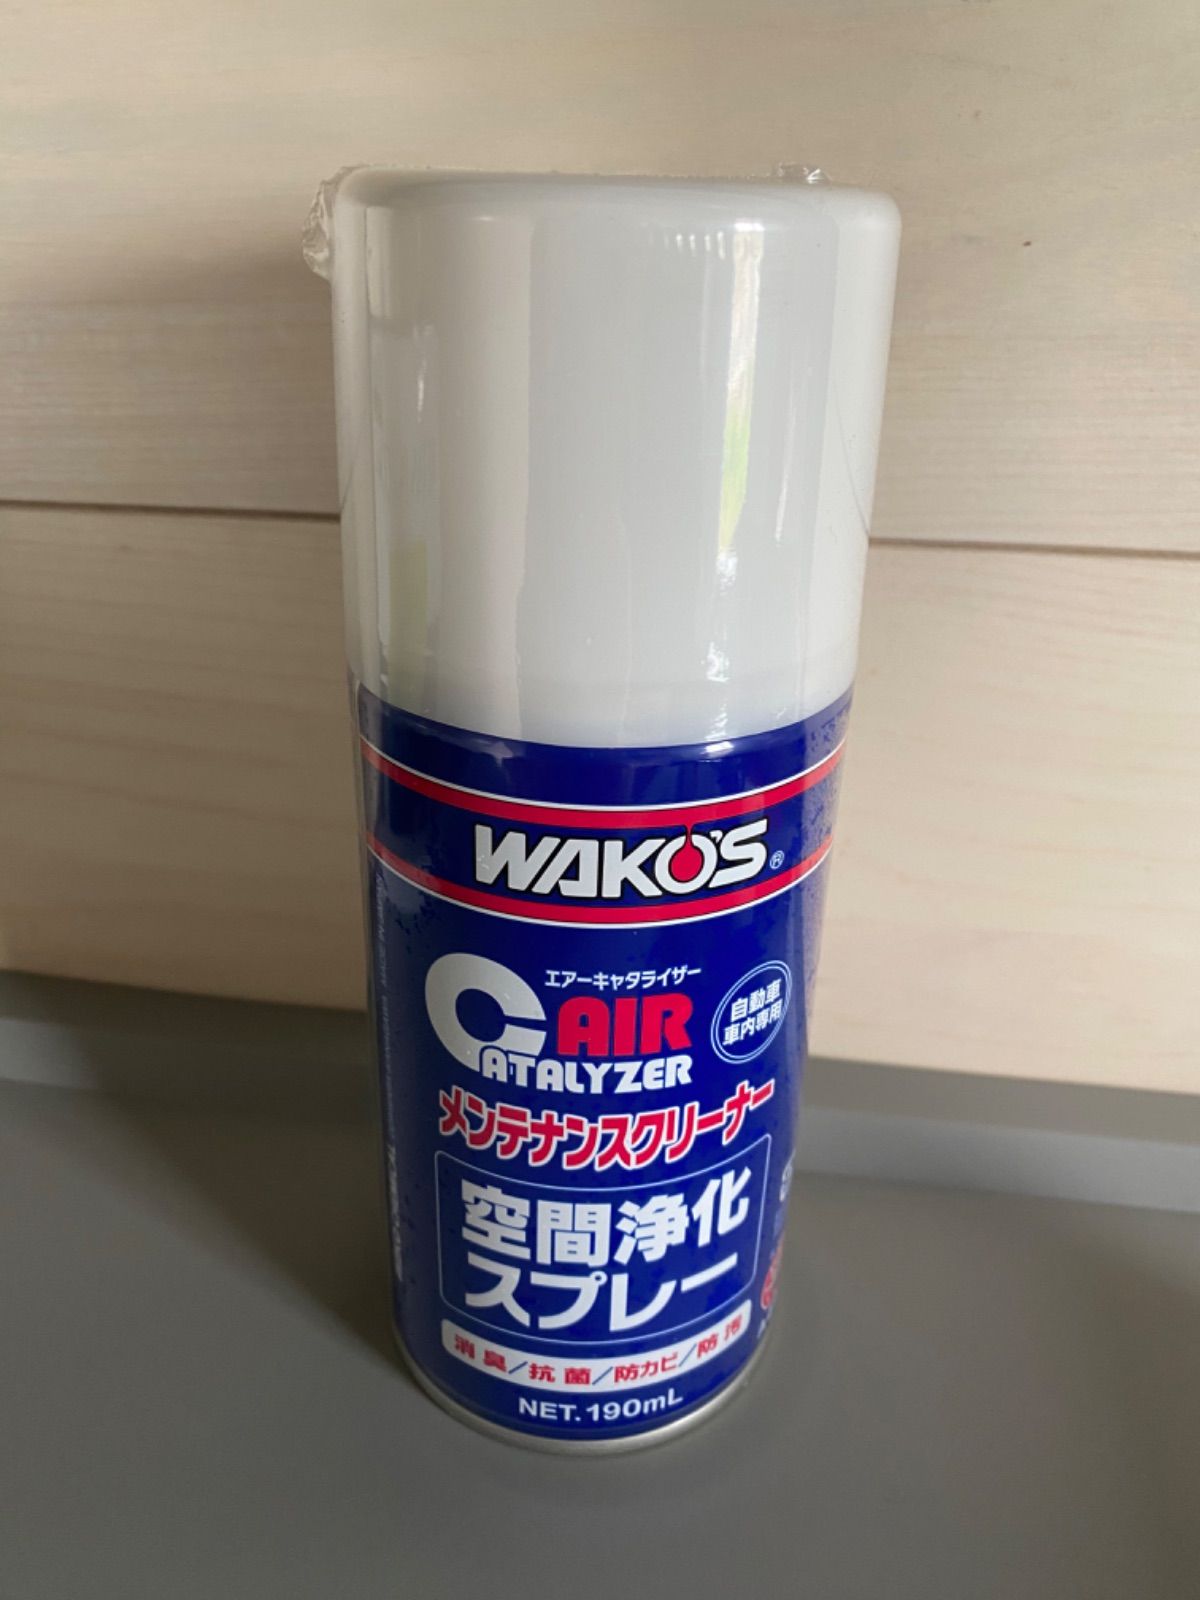 WAKO'S®
エアーキャタライザー
AIR
CATALYZER
自動車
車内専用
メンテナンスクリーナー
空間浄化
スプレー
消臭/抗菌/防カビ/防汚
NET.190mL